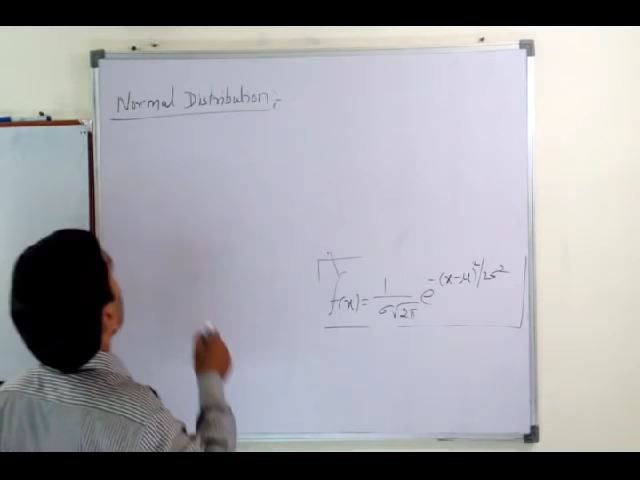 Normal Distribution :-
f(x) = 1/σ√2π e^-(x-μ)²/2σ²